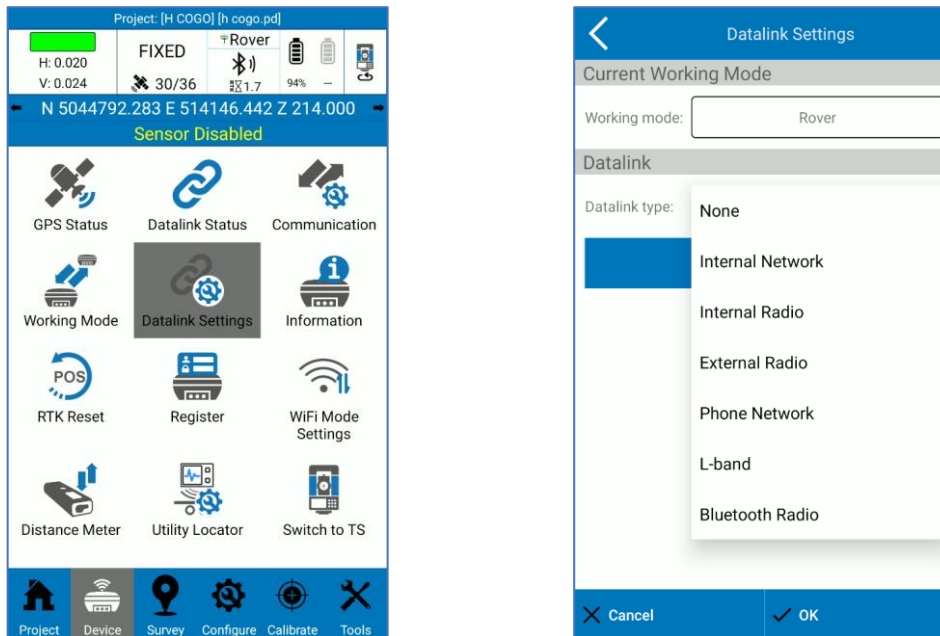 Project: [H COGO] [h cogo.pd]
H: 0.020
V: 0.024
FIXED
30/36
Rover
1.7
94%
--
N 5044792.283 E 514146.442 Z 214.000
Sensor Disabled
GPS Status
Datalink Status
Communication
Working Mode
Datalink Settings
Information
POS
RTK Reset
Register
WiFi Mode
Settings
Distance Meter
Utility Locator
Switch to TS
Project
Device
Survey
Configure
Calibrate
Tools
Datalink Settings
Current Working Mode
Working mode:
Rover
Datalink
Datalink type:
None
Internal Network
Internal Radio
External Radio
Phone Network
L-band
Bluetooth Radio
Cancel
OK